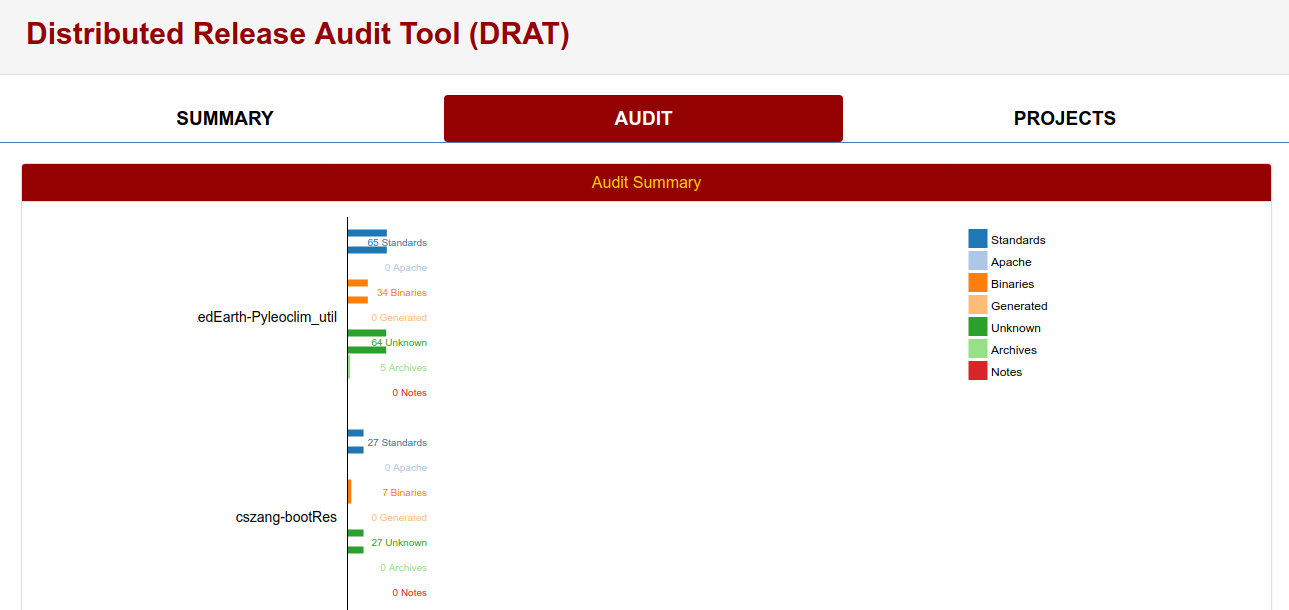 Distributed Release Audit Tool (DRAT)
SUMMARY AUDIT PROJECTS
Audit Summary
edEarth-Pyleoclim_util
65 Standards
0 Apache
34 Binaries
0 Generated
64 Unknown
5 Archives
0 Notes
cszang-bootRes
27 Standards
0 Apache
7 Binaries
0 Generated
27 Unknown
0 Archives
0 Notes
Standards
Apache
Binaries
Generated
Unknown
Archives
Notes